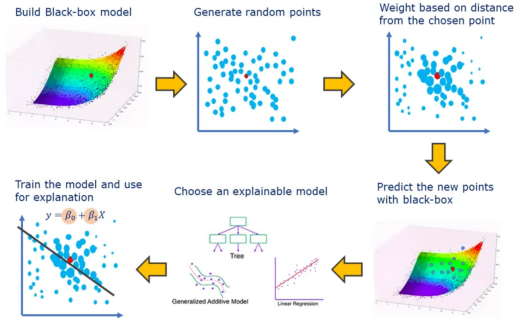 Build Black-box model
Generate random points
Weight based on distance
from the chosen point
Train the model and use
for explanation
y = β₀ + β₁X
Choose an explainable model
Tree
Generalized Additive Model
Linear Regression
Predict the new points
with black-box